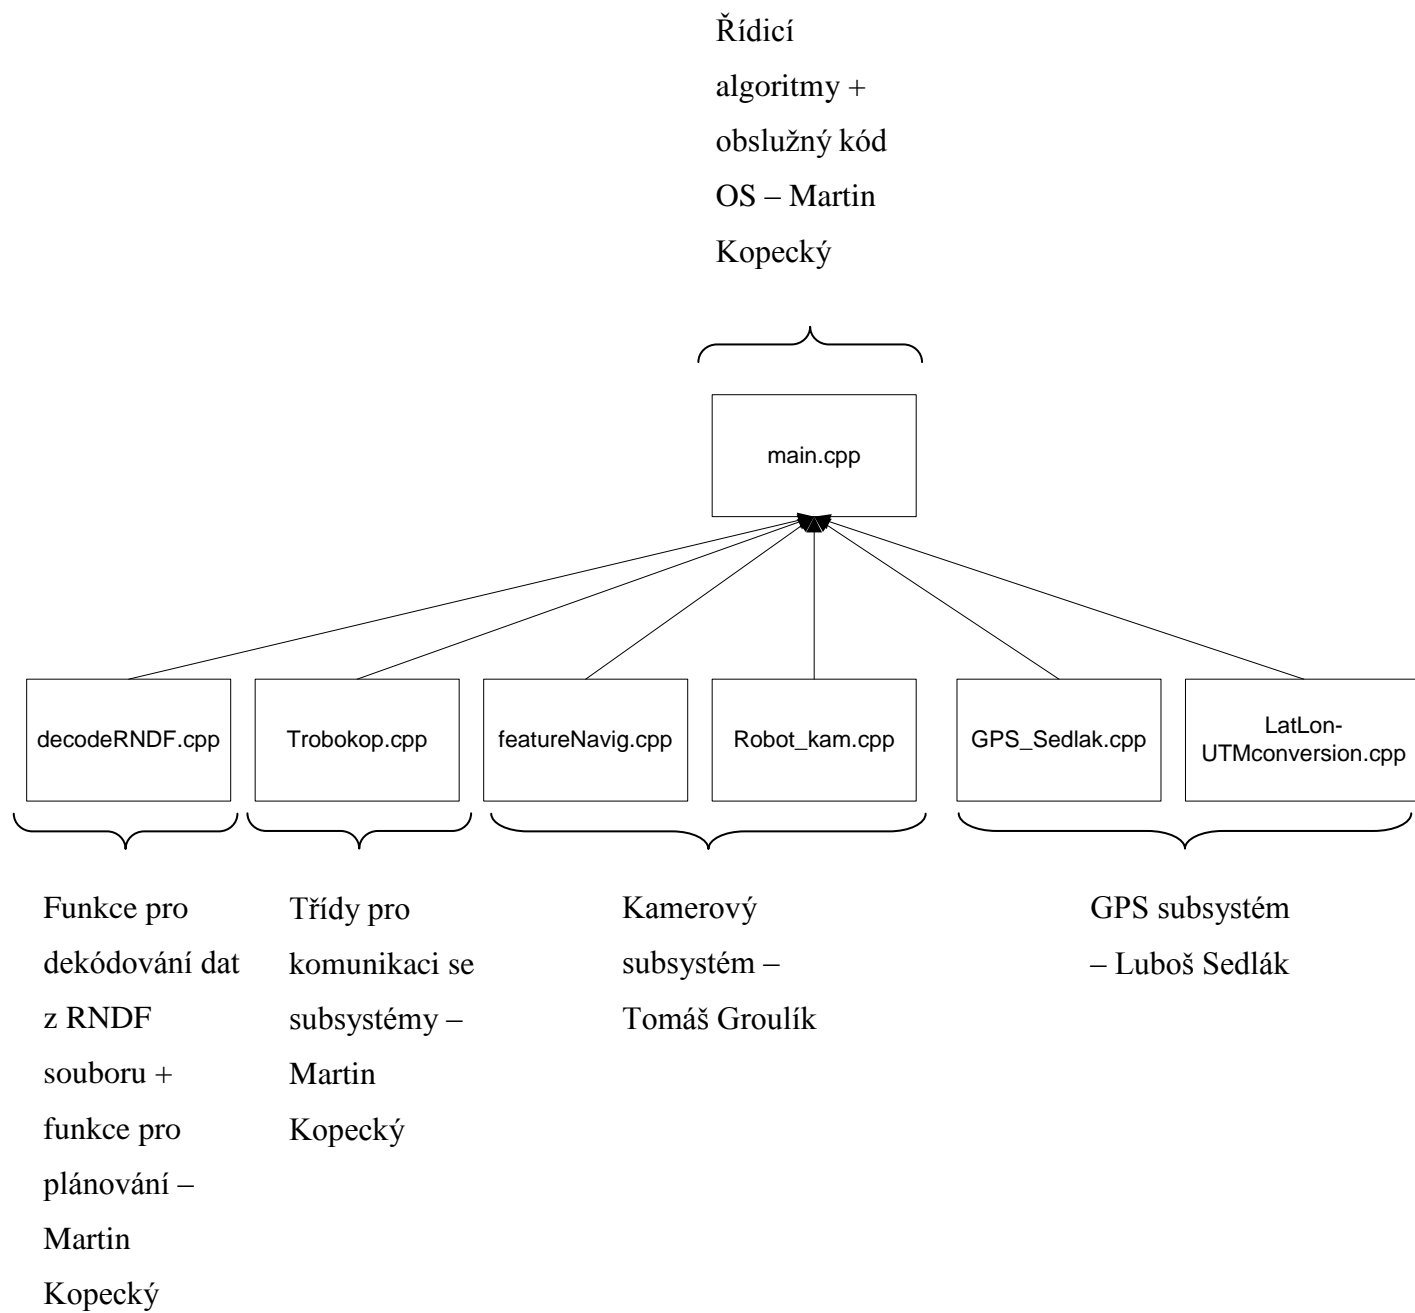 Řídicí
algoritmy +
obslužný kód
OS – Martin
Kopecký
main.cpp
decodeRNDF.cpp
Trobokop.cpp
featureNavig.cpp
Robot_kam.cpp
GPS_Sedlak.cpp
LatLon-
UTMconversion.cpp
Funkce pro
dekódování dat
z RNDF
souboru +
funkce pro
plánování –
Martin
Kopecký
Třídy pro
komunikaci se
subsystémy –
Martin
Kopecký
Kamerový
subsystém –
Tomáš Groulík
GPS subsystém
– Luboš Sedlák